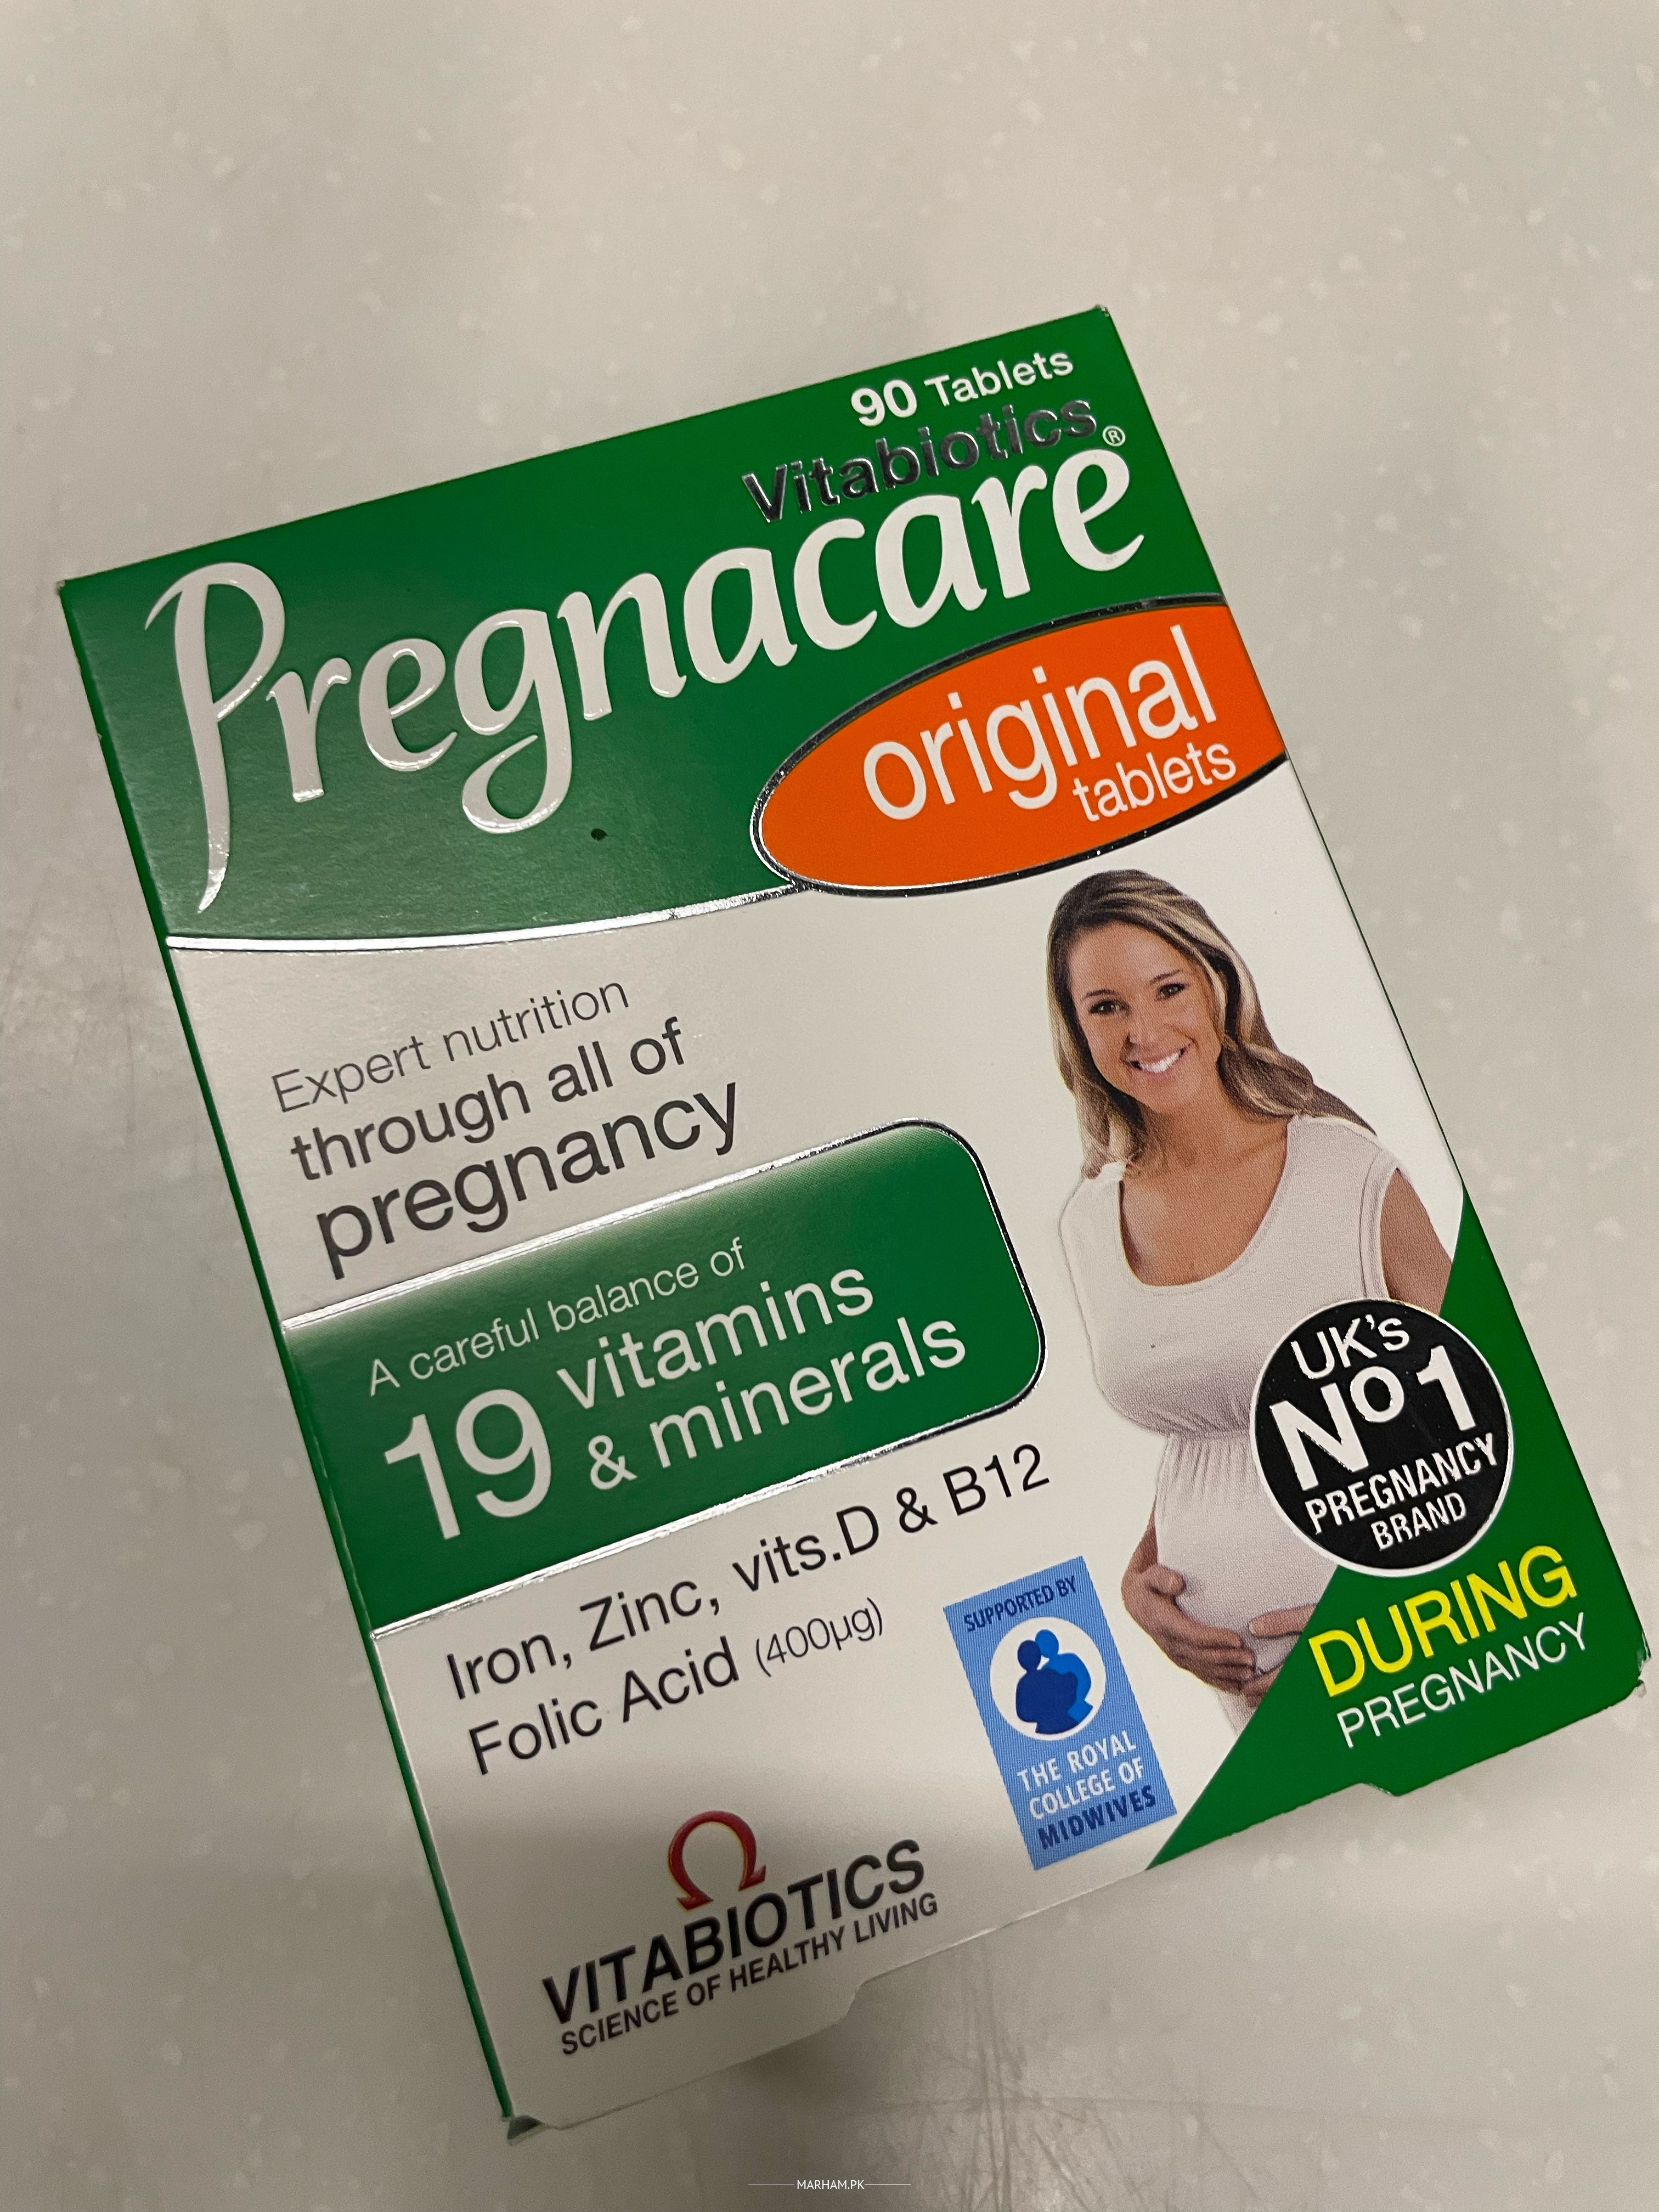 90 Tablets
Vitabiotics
Pregnacare®
original
tablets
Expert nutrition
through all of
pregnancy
A careful balance of
19 vitamins
& minerals
Iron, Zinc, vits.D & B12
Folic Acid (400µg)
UK's
No1
PREGNANCY
BRAND
DURING
PREGNANCY
SUPPORTED BY
THE ROYAL
COLLEGE OF
MIDWIVES
VITABIOTICS
SCIENCE OF HEALTHY LIVING
MARHAM.PK